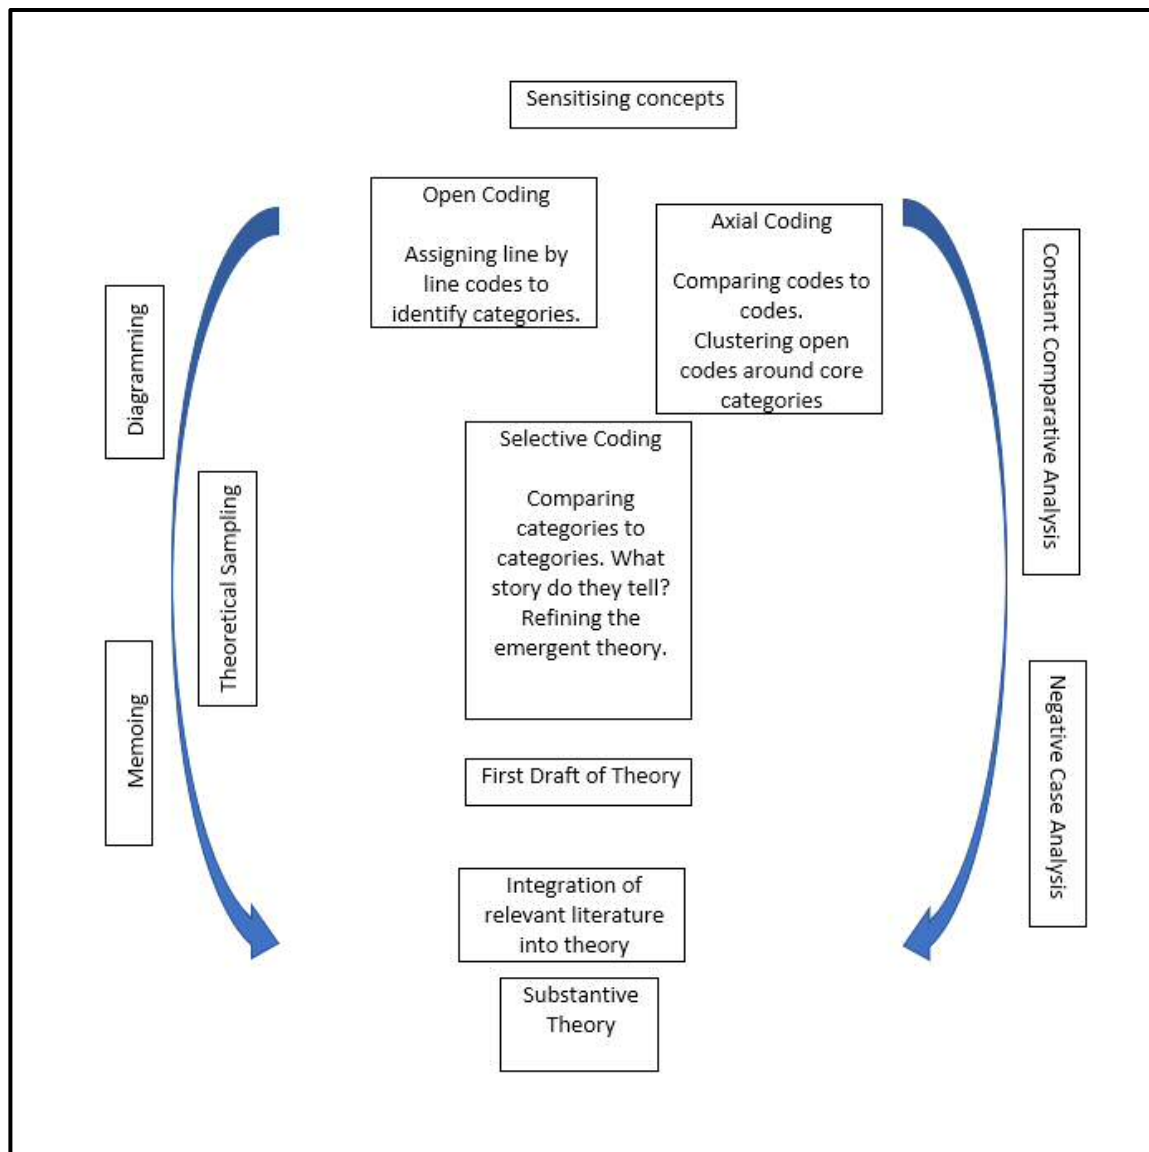 Sensitising concepts
Open Coding
Assigning line by
line codes to
identify categories.
Axial Coding
Comparing codes to
codes.
Clustering open
codes around core
categories
Selective Coding
Comparing
categories to
categories. What
story do they tell?
Refining the
emergent theory.
First Draft of Theory
Integration of
relevant literature
into theory
Substantive
Theory
Diagramming
Theoretical Sampling
Memoing
Constant Comparative Analysis
Negative Case Analysis